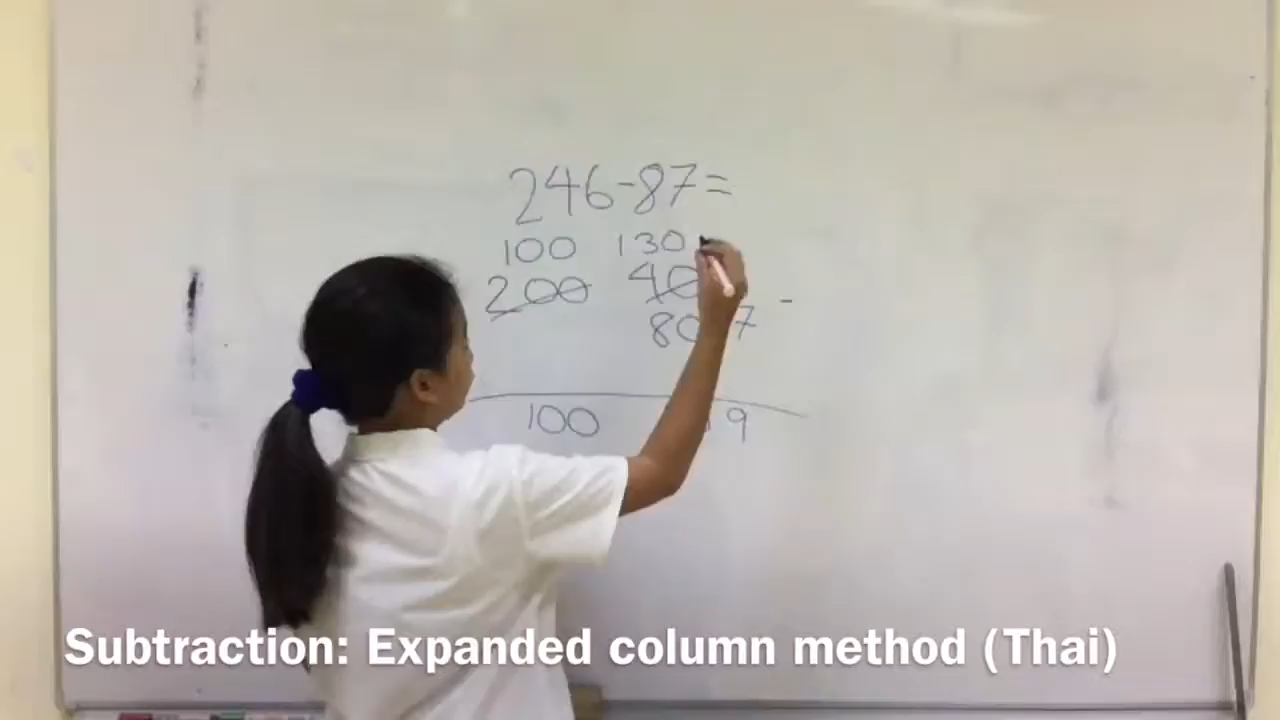 246-87=
100 130
200 40
80 7 -
100 9
Subtraction: Expanded column method (Thai)